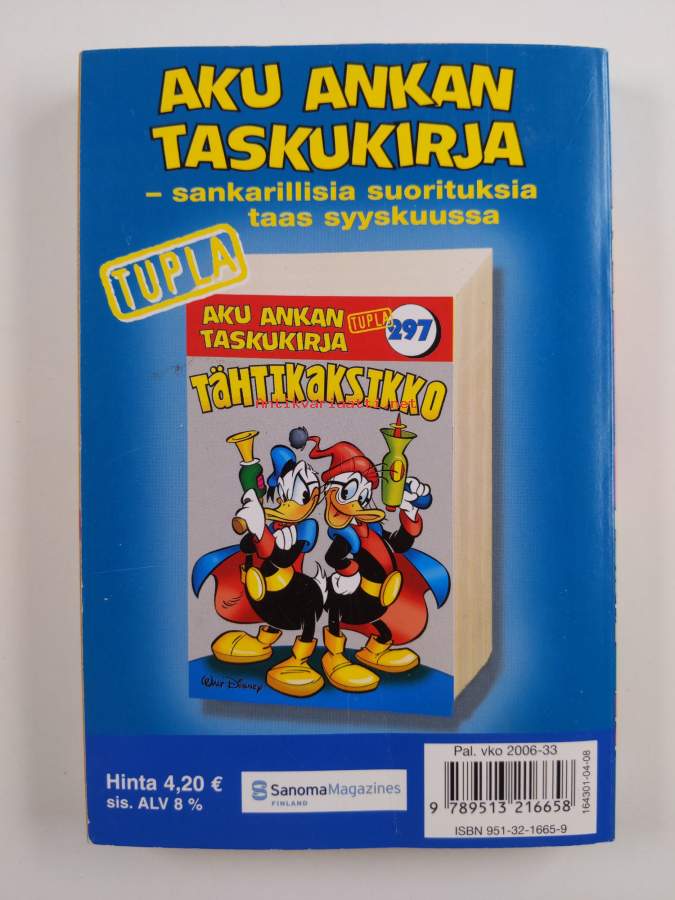 AKU ANKAN
TASKUKIRJA
– sankarillisia suorituksia
taas syyskuussa
TUPLA
AKU ANKAN
TASKUKIRJA
TUPLA
297
TÄHTIKAKSIKKO
Antikvariaatti.net
WALT DISNEY
Hinta 4,20 €
sis. ALV 8 %
SanomaMagazines
FINLAND
Pal. vko 2006-33
9 789513 216658
ISBN 951-32-1665-9
164301-04-08